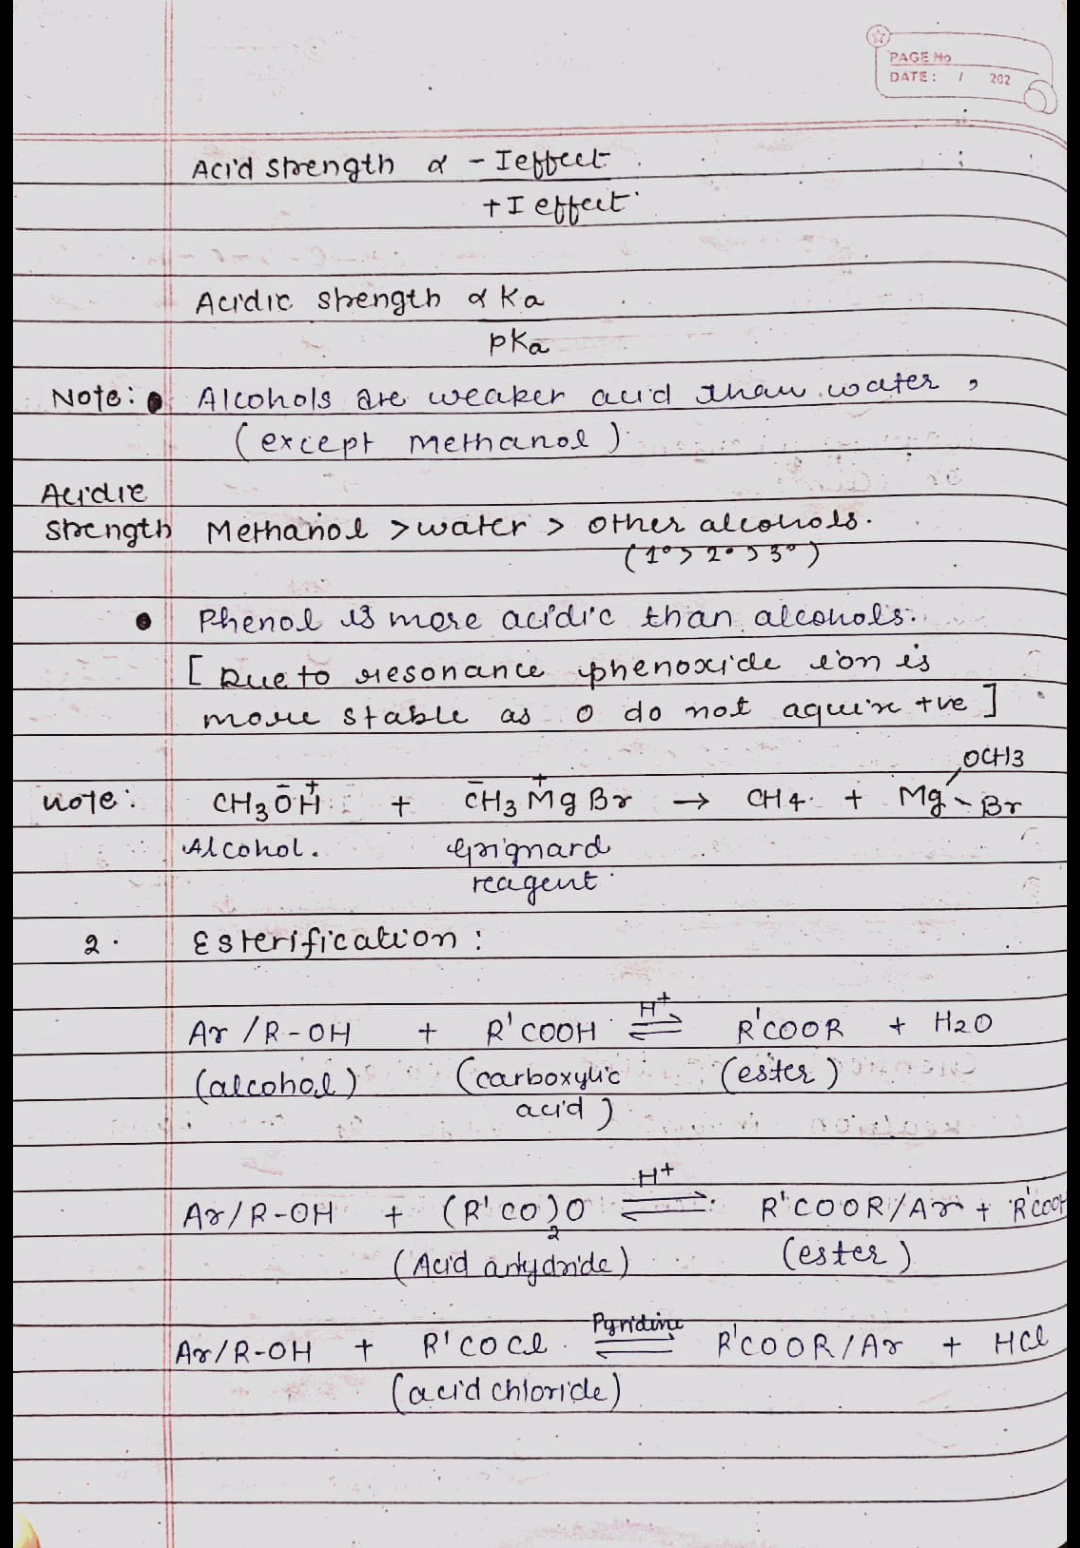 PAGE No
DATE: / 202
Acid strength α - I effect
+ I effect
Acidic strength α Ka
pKa
Note: • Alcohols are weaker acid than water,
(except Methanol)
Acidic
strength Methanol > water > other alcohols.
(1° > 2° > 3°)
• Phenol is more acidic than alcohols.
[Due to resonance phenoxide ion is
more stable as O do not aquire +ve]
OCH3
note: CH3ŌH⁺ + C̄H3 M⁺gBr → CH4 + Mg - Br
Alcohol. Grignard
reagent
2. Esterification:
H+
Ar/R-OH + R'COOH ⇌ R'COOR + H2O
(alcohol) (carboxylic (ester)
acid)
H+
Ar/R-OH + (R'CO)2O ⇌ R'COOR/Ar + R'COOH
(Acid anhydride) (ester)
Pyridine
Ar/R-OH + R'COCl ⇌ R'COOR/Ar + HCl
(acid chloride)